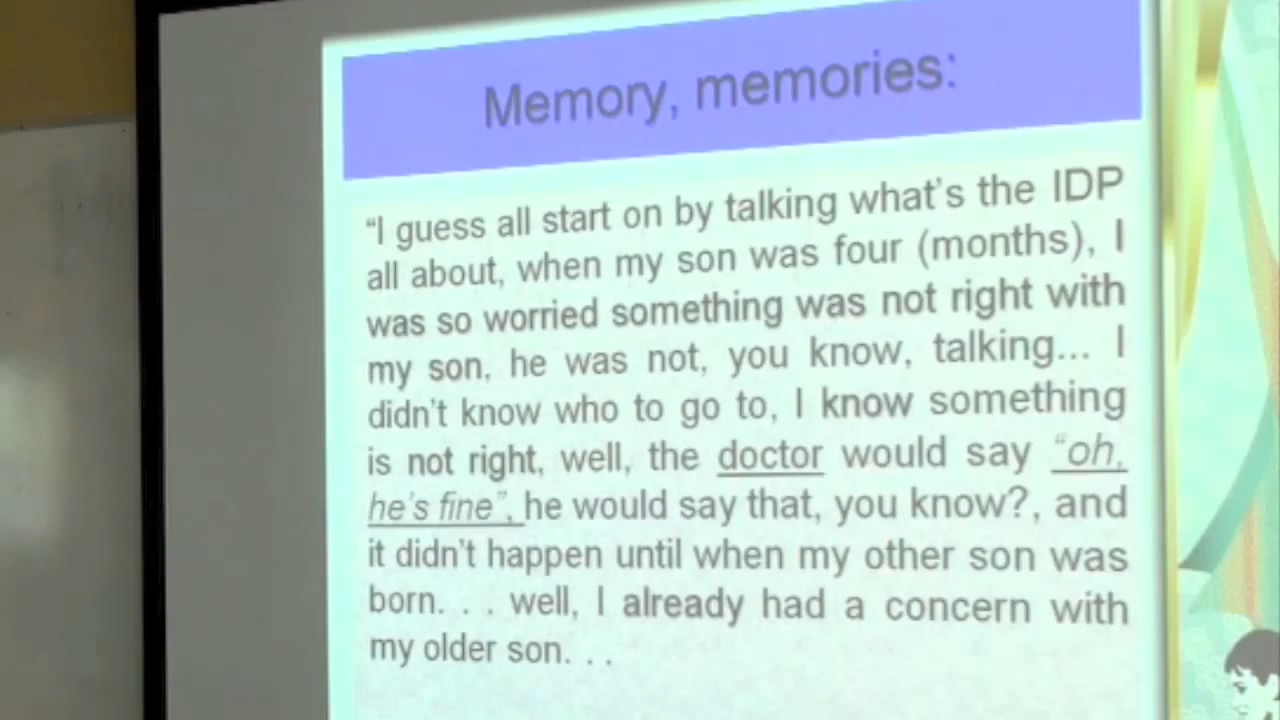 Memory, memories:
“I guess all start on by talking what’s the IDP
all about, when my son was four (months), I
was so worried something was not right with
my son, he was not, you know, talking... I
didn’t know who to go to, I know something
is not right, well, the doctor would say “oh,
he’s fine”, he would say that, you know?, and
it didn’t happen until when my other son was
born. . . well, I already had a concern with
my older son. . .